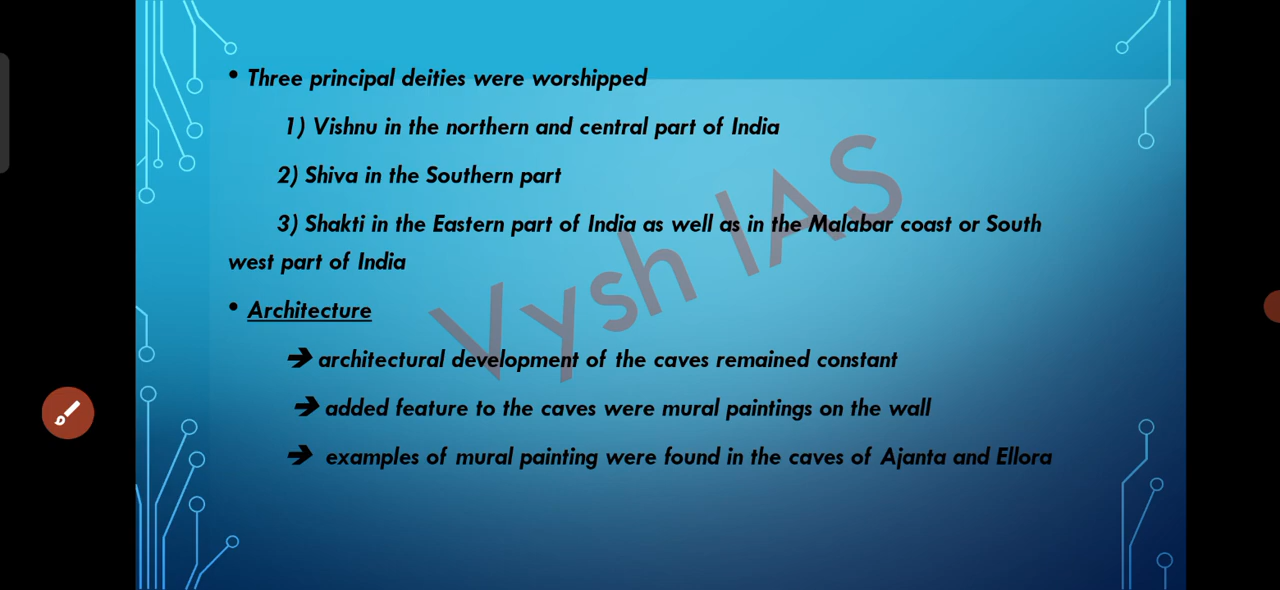 • Three principal deities were worshipped
1) Vishnu in the northern and central part of India
2) Shiva in the Southern part
3) Shakti in the Eastern part of India as well as in the Malabar coast or South
west part of India
• Architecture
➔ architectural development of the caves remained constant
➔ added feature to the caves were mural paintings on the wall
➔ examples of mural painting were found in the caves of Ajanta and Ellora
Vysh IAS